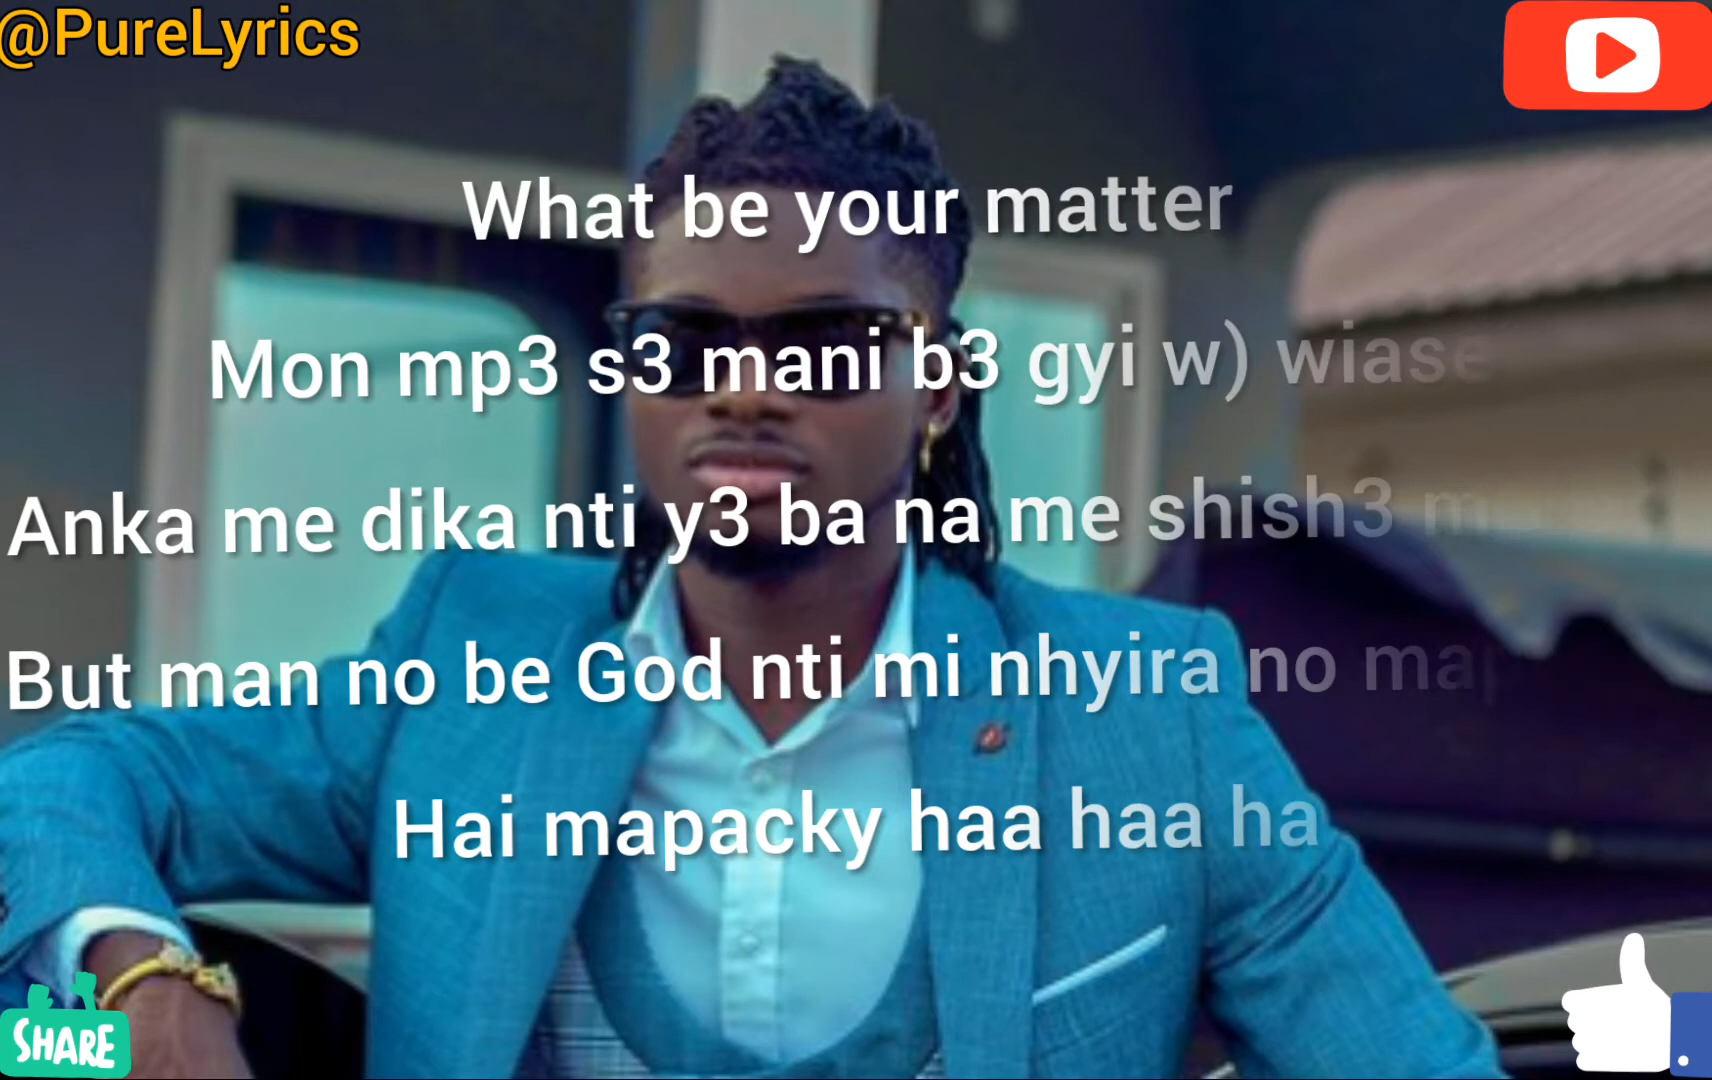 @PureLyrics
What be your matter
Mon mp3 s3 mani b3 gyi w) wiase
Anka me dika nti y3 ba na me shish3
But man no be God nti mi nhyira no
Hai mapacky haa haa ha
SHARE